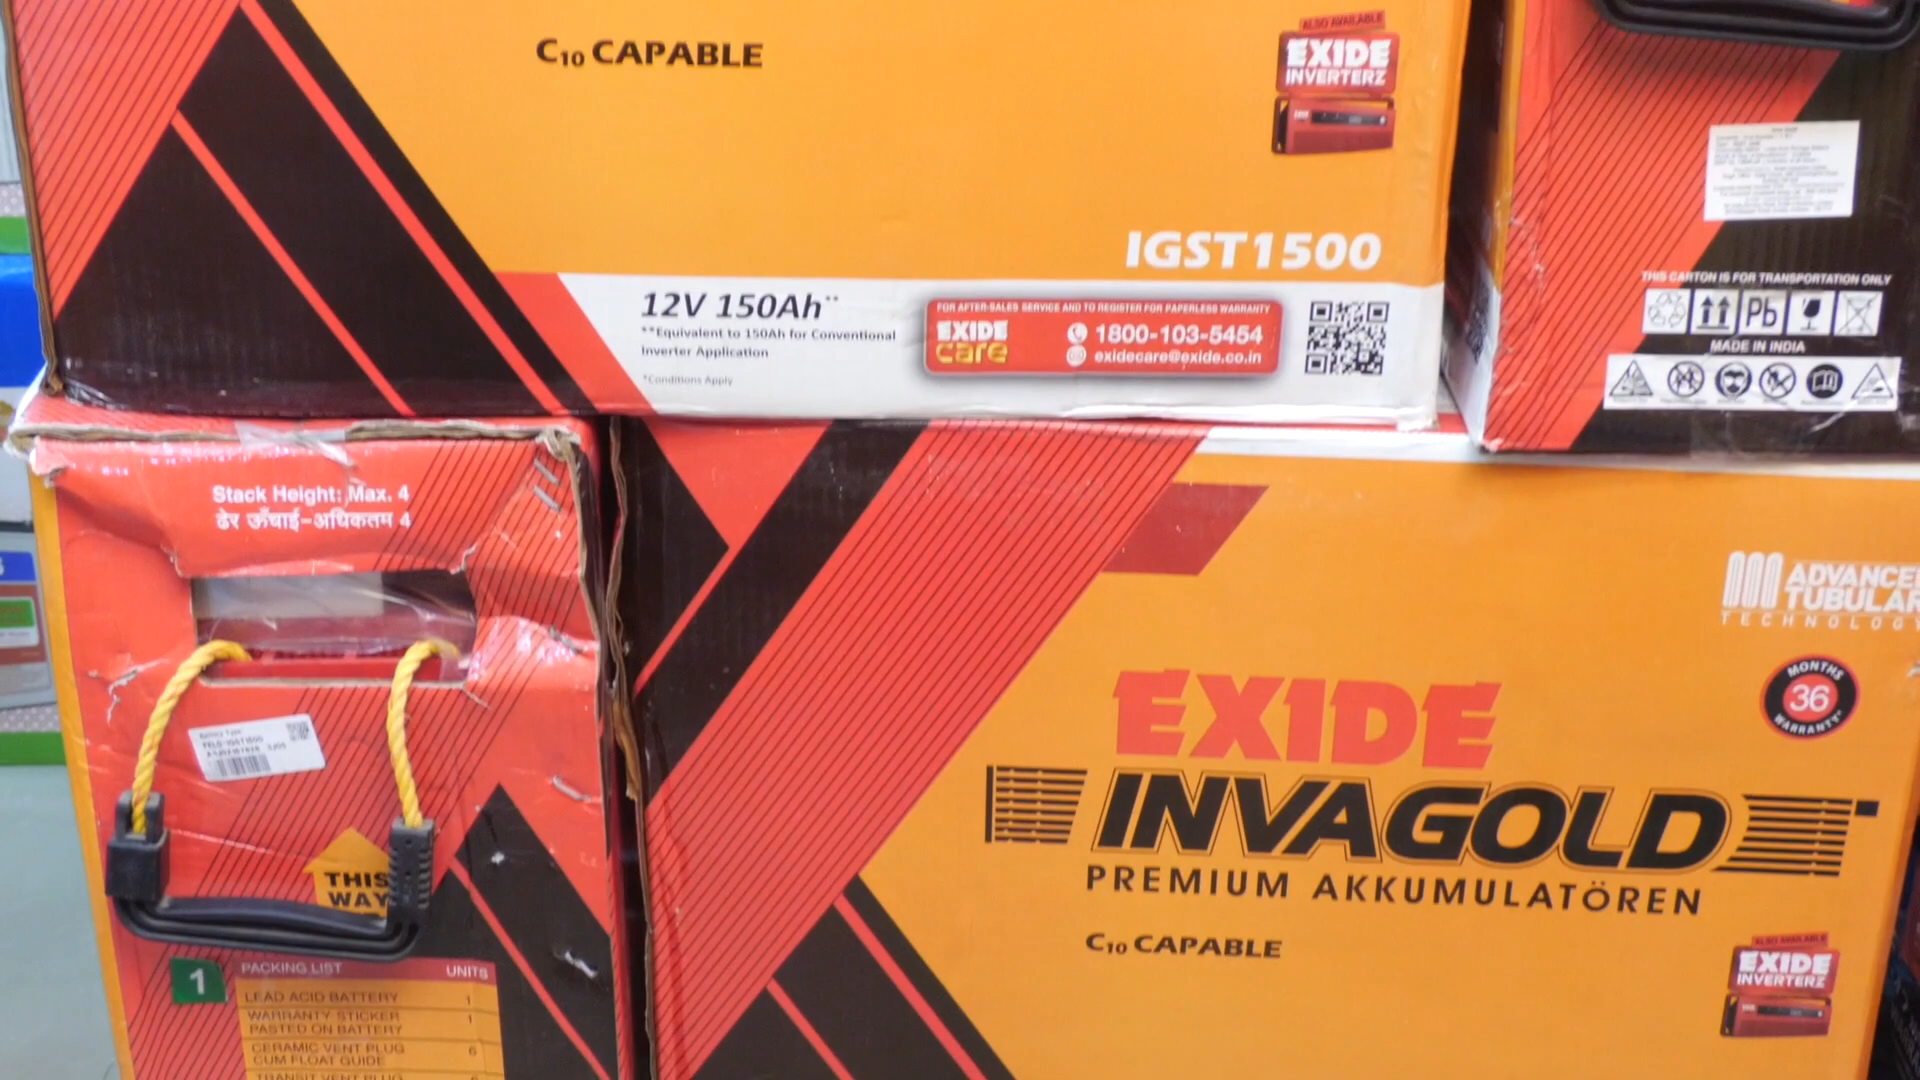 C10 CAPABLE
ALSO AVAILABLE
EXIDE
INVERTERZ
IGST1500
12V 150Ah**
**Equivalent to 150Ah for Conventional
Inverter Application
*Conditions Apply
FOR AFTER-SALES SERVICE AND TO REGISTER FOR PAPERLESS WARRANTY
EXIDE
care
1800-103-5454
exidecare@exide.co.in
THIS CARTON IS FOR TRANSPORTATION ONLY
Pb
MADE IN INDIA
Stack Height: Max. 4
ढेर ऊँचाई-अधिकतम 4
Battery Type
THIS
WAY
1
PACKING LIST UNITS
LEAD ACID BATTERY 1
WARRANTY STICKER 1
PASTED ON BATTERY
CERAMIC VENT PLUG 6
CUM FLOAT GUIDE
TRANSIT VENT PLUG 6
ADVANCED
TUBULAR
TECHNOLOGY
MONTHS
36
WARRANTY*
EXIDE
INVAGOLD
PREMIUM AKKUMULATÖREN
C10 CAPABLE
ALSO AVAILABLE
EXIDE
INVERTERZ